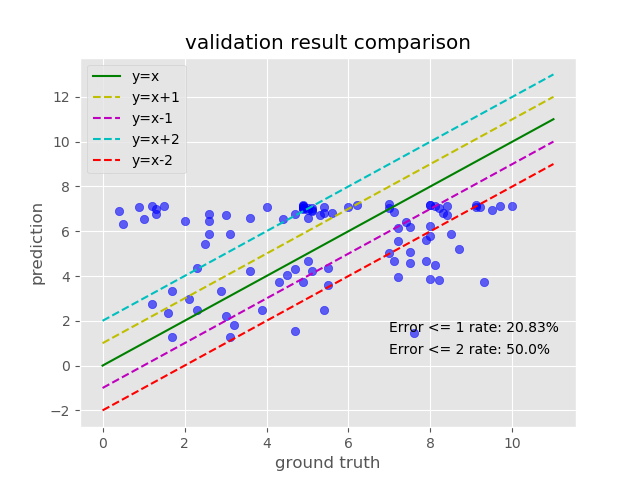 validation result comparison
y=x
y=x+1
y=x-1
y=x+2
y=x-2
12
10
8
6
4
2
0
−2
prediction
Error <= 1 rate: 20.83%
Error <= 2 rate: 50.0%
0 2 4 6 8 10
ground truth